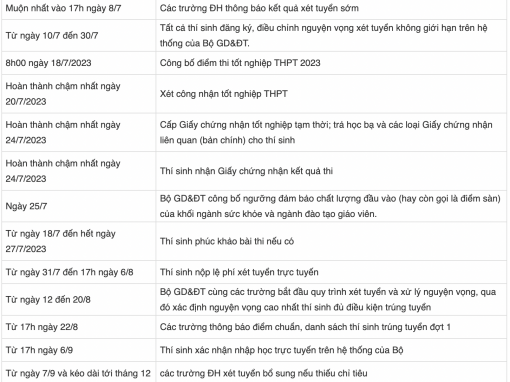 Muộn nhất vào 17h ngày 8/7
Các trường ĐH thông báo kết quả xét tuyển sớm
Từ ngày 10/7 đến 30/7
Tất cả thí sinh đăng ký, điều chỉnh nguyện vọng xét tuyển không giới hạn trên hệ
thống của Bộ GD&ĐT.
8h00 ngày 18/7/2023
Công bố điểm thi tốt nghiệp THPT 2023
Hoàn thành chậm nhất ngày
20/7/2023
Xét công nhận tốt nghiệp THPT
Hoàn thành chậm nhất ngày
24/7/2023
Cấp Giấy chứng nhận tốt nghiệp tạm thời; trả học bạ và các loại Giấy chứng nhận
liên quan (bản chính) cho thí sinh
Hoàn thành chậm nhất ngày
24/7/2023
Thí sinh nhận Giấy chứng nhận kết quả thi
Ngày 25/7
Bộ GD&ĐT công bố ngưỡng đảm bảo chất lượng đầu vào (hay còn gọi là điểm sàn)
của khối ngành sức khỏe và ngành đào tạo giáo viên.
Từ ngày 18/7 đến hết ngày
27/7/2023
Thí sinh phúc khảo bài thi nếu có
Từ ngày 31/7 đến 17h ngày 6/8
Thí sinh nộp lệ phí xét tuyển trực tuyến
Từ ngày 12 đến 20/8
Bộ GD&ĐT cùng các trường bắt đầu quy trình xét tuyển và xử lý nguyện vọng, qua
đó xác định nguyện vọng cao nhất thí sinh đủ điều kiện trúng tuyển
Từ 17h ngày 22/8
Các trường thông báo điểm chuẩn, danh sách thí sinh trúng tuyển đợt 1
Từ 17h ngày 6/9
Thí sinh xác nhận nhập học trực tuyến trên hệ thống của Bộ
Từ ngày 7/9 và kéo dài tới tháng 12
các trường ĐH xét tuyển bổ sung nếu thiếu chỉ tiêu